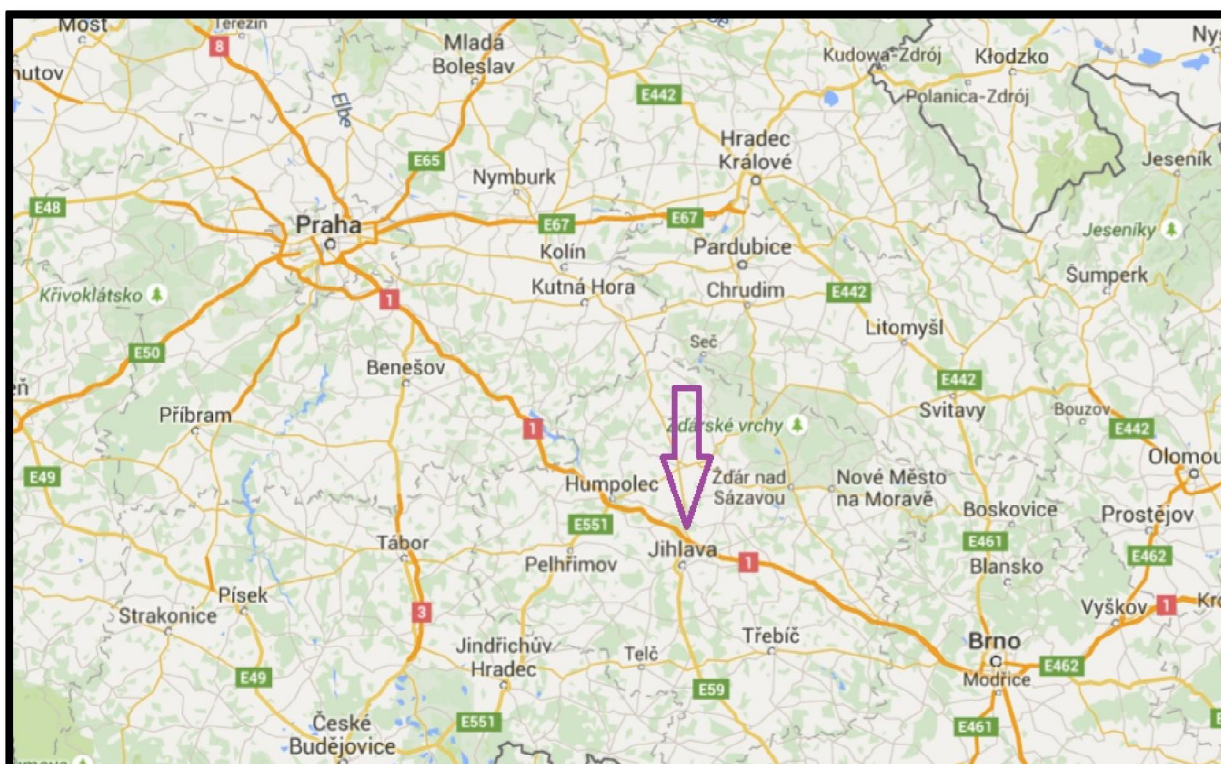 Most
Terezín
8
Mladá
Boleslav
Kudowa-Zdrój
Kłodzko
Polanica-Zdrój
Elbe
E442
Hradec
Králové
Jeseník
E65
Nymburk
E48
Praha
E67
E67
Kolín
Pardubice
Jeseníky
Křivoklátsko
Kutná Hora
Chrudim
E442
Šumperk
1
Litomyšl
Seč
E50
Benešov
E442
Svitavy
Bouzov
Příbram
1
Žďárské vrchy
E442
E49
Humpolec
Žďár nad
Sázavou
Nové Město
na Moravě
Boskovice
Prostějov
E551
Tábor
Jihlava
Pelhřimov
1
E461
Blansko
E462
Písek
Strakonice
3
Vyškov
1
Třebíč
Brno
Jindřichův
Hradec
Telč
E462
Modřice
E49
E59
České
Budějovice
E551
E461